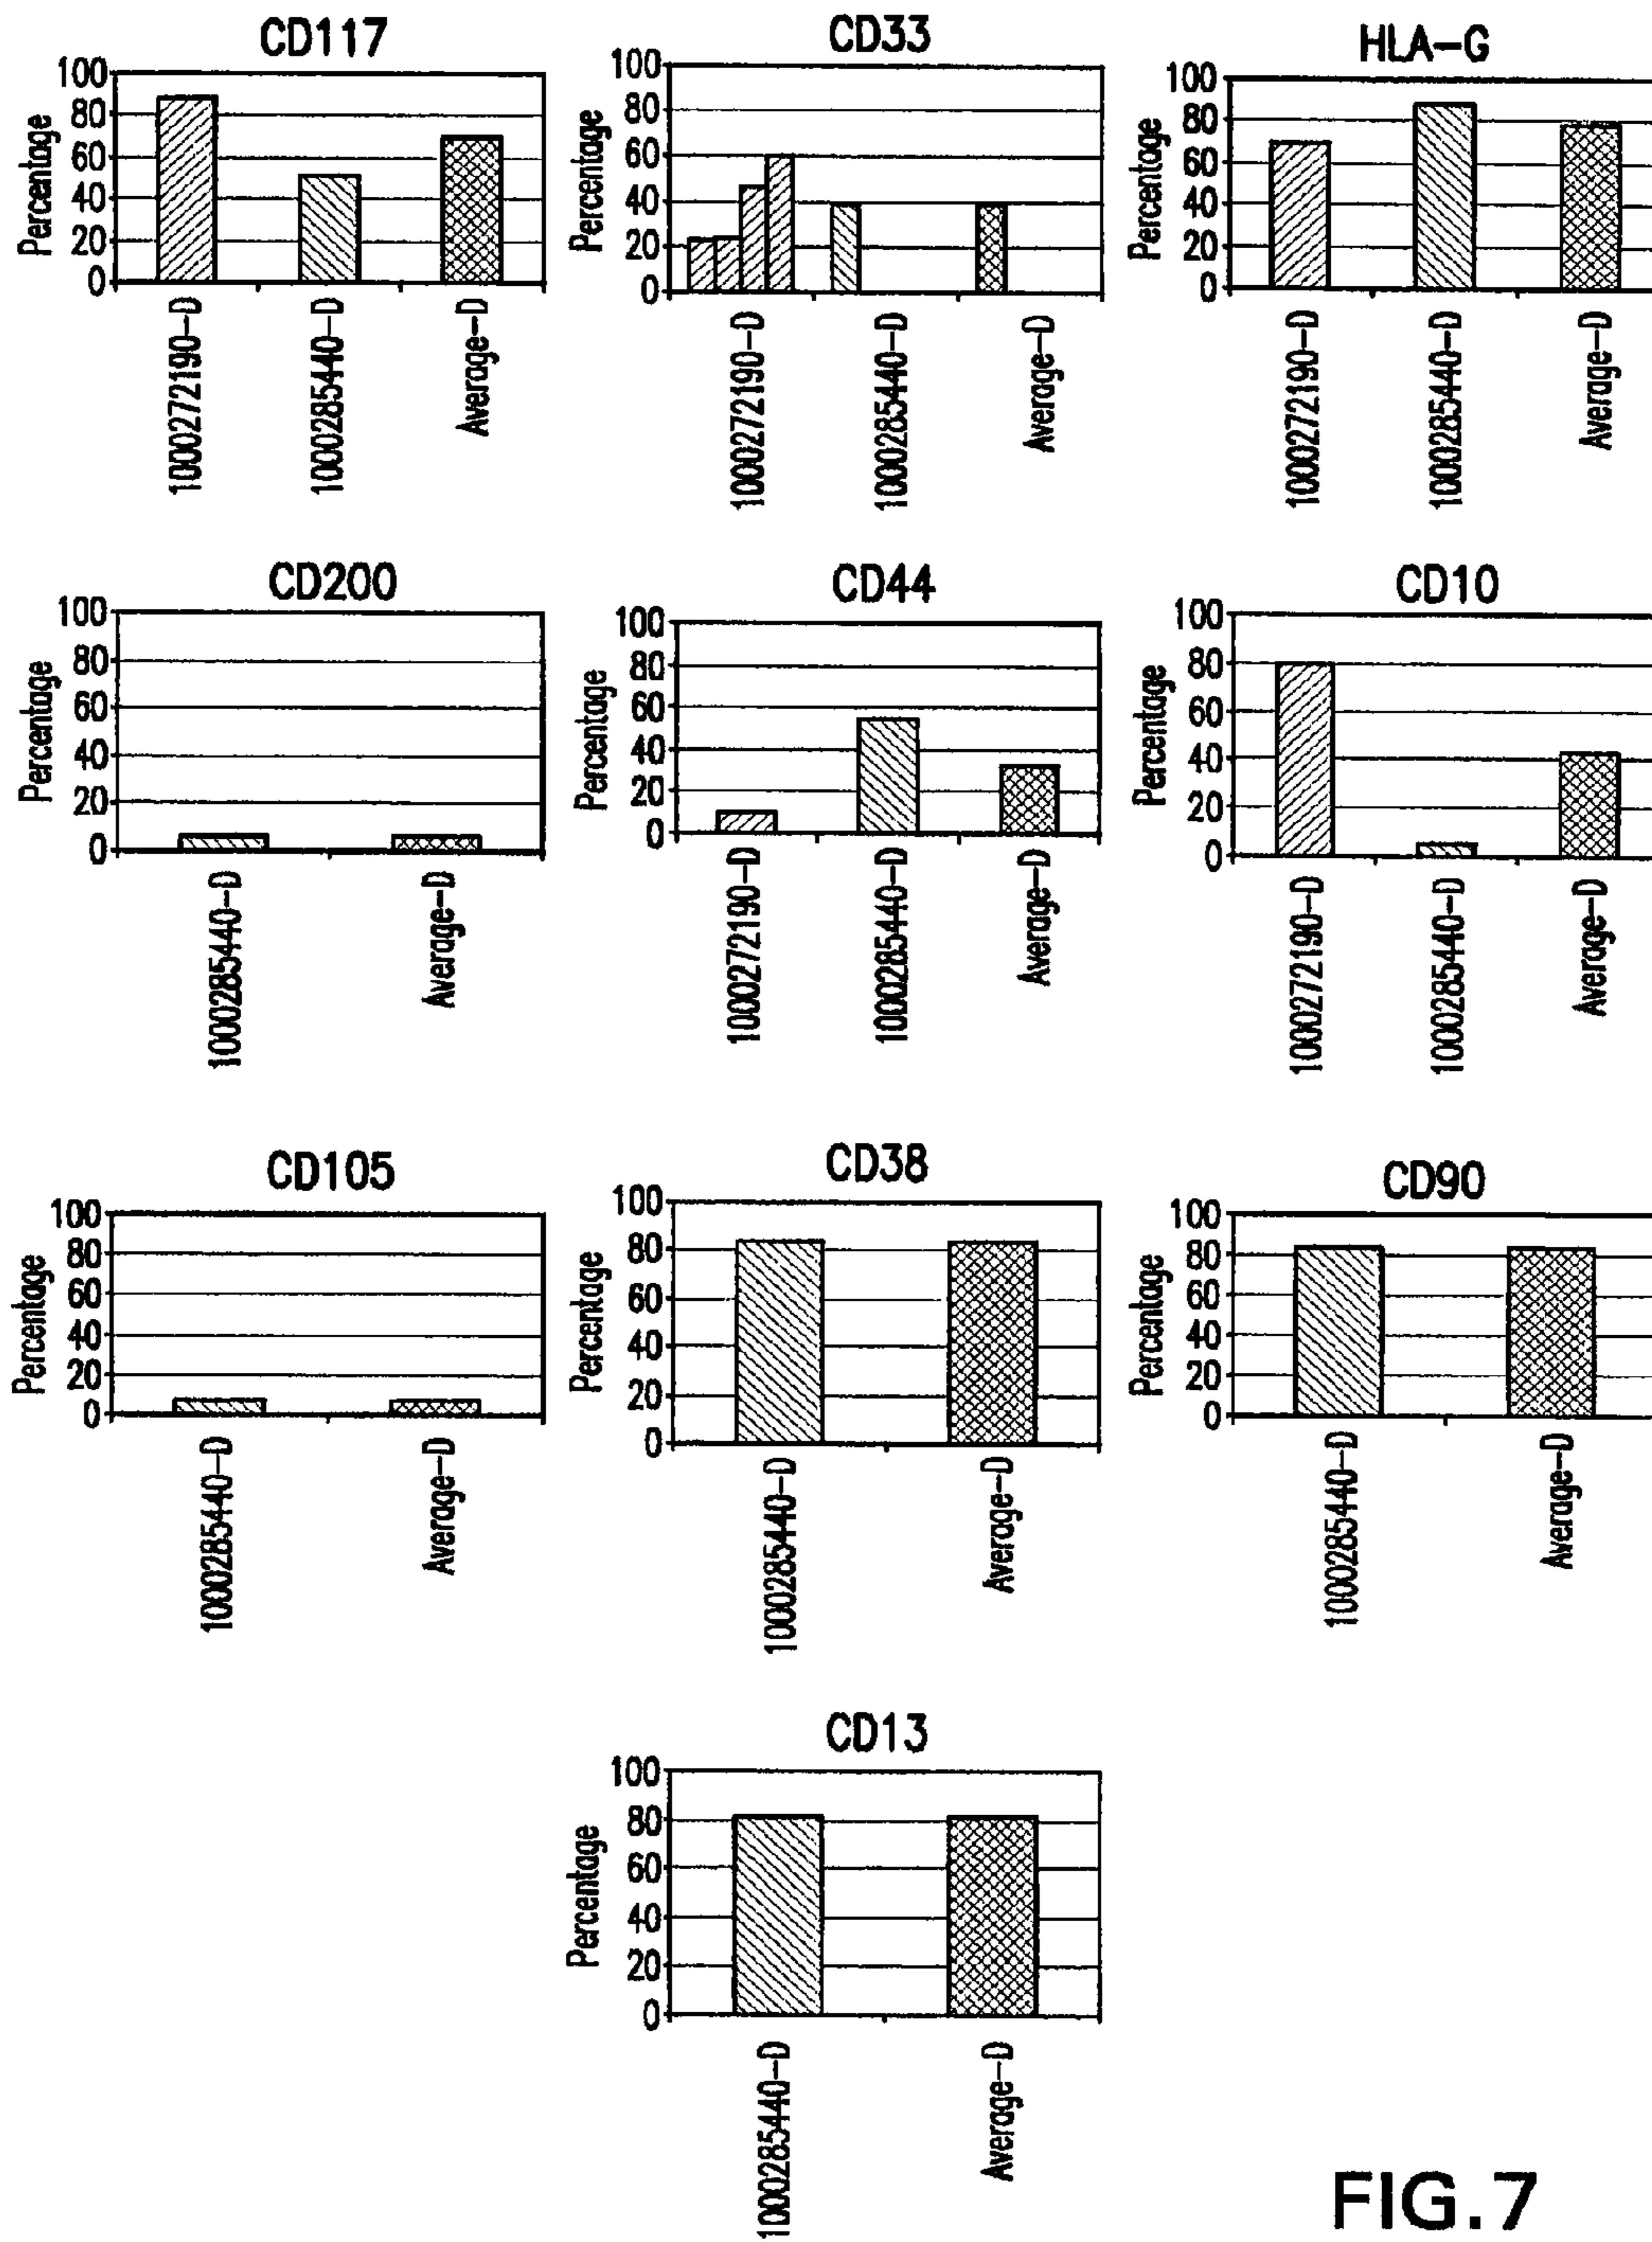 CD117
Percentage
100
80
60
40
20
0
1000272190-D
1000285440-D
Average-D
CD33
Percentage
100
80
60
40
20
0
1000272190-D
1000285440-D
Average-D
HLA-G
Percentage
100
80
60
40
20
0
1000272190-D
1000285440-D
Average-D
CD200
Percentage
100
80
60
40
20
0
1000285440-D
Average-D
CD44
Percentage
100
80
60
40
20
0
1000272190-D
1000285440-D
Average-D
CD10
Percentage
100
80
60
40
20
0
1000272190-D
1000285440-D
Average-D
CD105
Percentage
100
80
60
40
20
0
1000285440-D
Average-D
CD38
Percentage
100
80
60
40
20
0
1000285440-D
Average-D
CD90
Percentage
100
80
60
40
20
0
1000285440-D
Average-D
CD13
Percentage
100
80
60
40
20
0
1000285440-D
Average-D
FIG.7